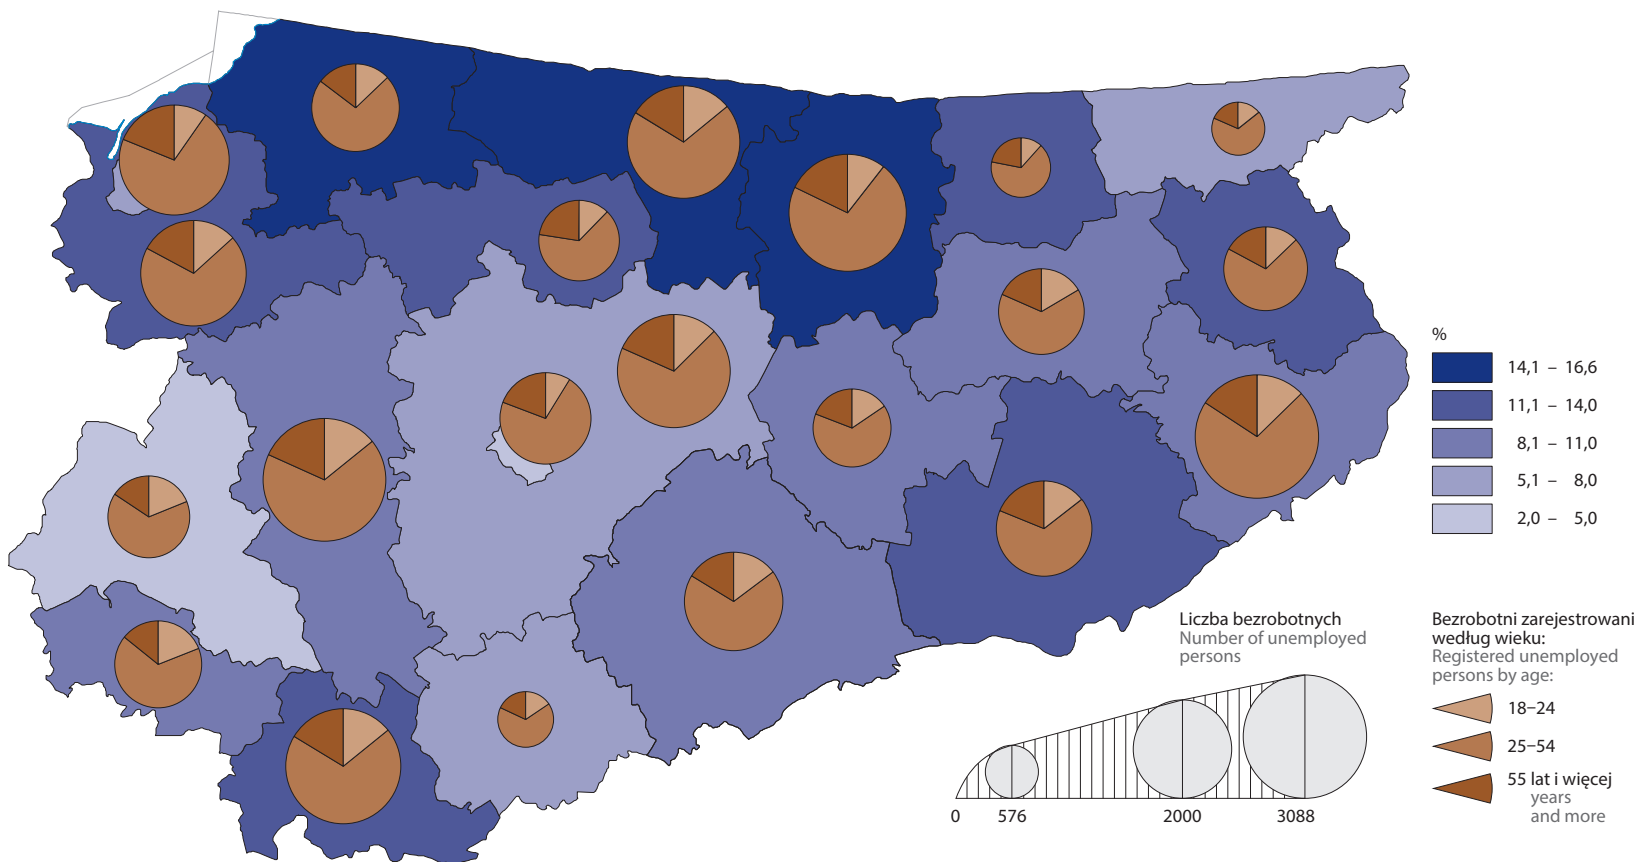 %
14,1 – 16,6
11,1 – 14,0
8,1 – 11,0
5,1 – 8,0
2,0 – 5,0
Liczba bezrobotnych
Number of unemployed
persons
0 576 2000 3088
Bezrobotni zarejestrowani
według wieku:
Registered unemployed
persons by age:
18–24
25–54
55 lat i więcej
years
and more